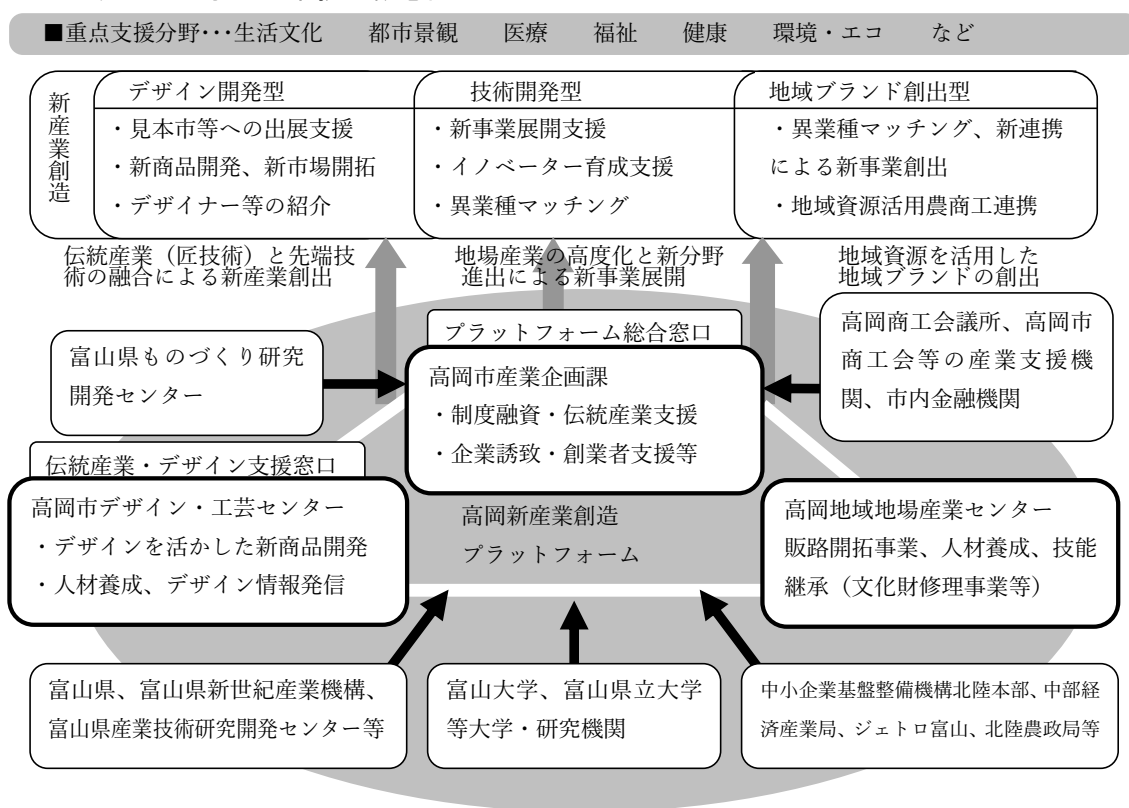 ■重点支援分野･･･生活文化　都市景観　医療　福祉　健康　環境・エコ　など
新産業創造
デザイン開発型
・見本市等への出展支援
・新商品開発、新市場開拓
・デザイナー等の紹介
技術開発型
・新事業展開支援
・イノベーター育成支援
・異業種マッチング
地域ブランド創出型
・異業種マッチング、新連携
による新事業創出
・地域資源活用農商工連携
伝統産業（匠技術）と先端技
術の融合による新産業創出
地場産業の高度化と新分野
進出による新事業展開
地域資源を活用した
地域ブランドの創出
富山県ものづくり研究
開発センター
プラットフォーム総合窓口
高岡市産業企画課
・制度融資・伝統産業支援
・企業誘致・創業者支援等
高岡商工会議所、高岡市
商工会等の産業支援機
関、市内金融機関
伝統産業・デザイン支援窓口
高岡市デザイン・工芸センター
・デザインを活かした新商品開発
・人材養成、デザイン情報発信
高岡新産業創造
プラットフォーム
高岡地域地場産業センター
販路開拓事業、人材養成、技能
継承（文化財修理事業等）
富山県、富山県新世紀産業機構、
富山県産業技術研究開発センター等
富山大学、富山県立大学
等大学・研究機関
中小企業基盤整備機構北陸本部、中部経
済産業局、ジェトロ富山、北陸農政局等